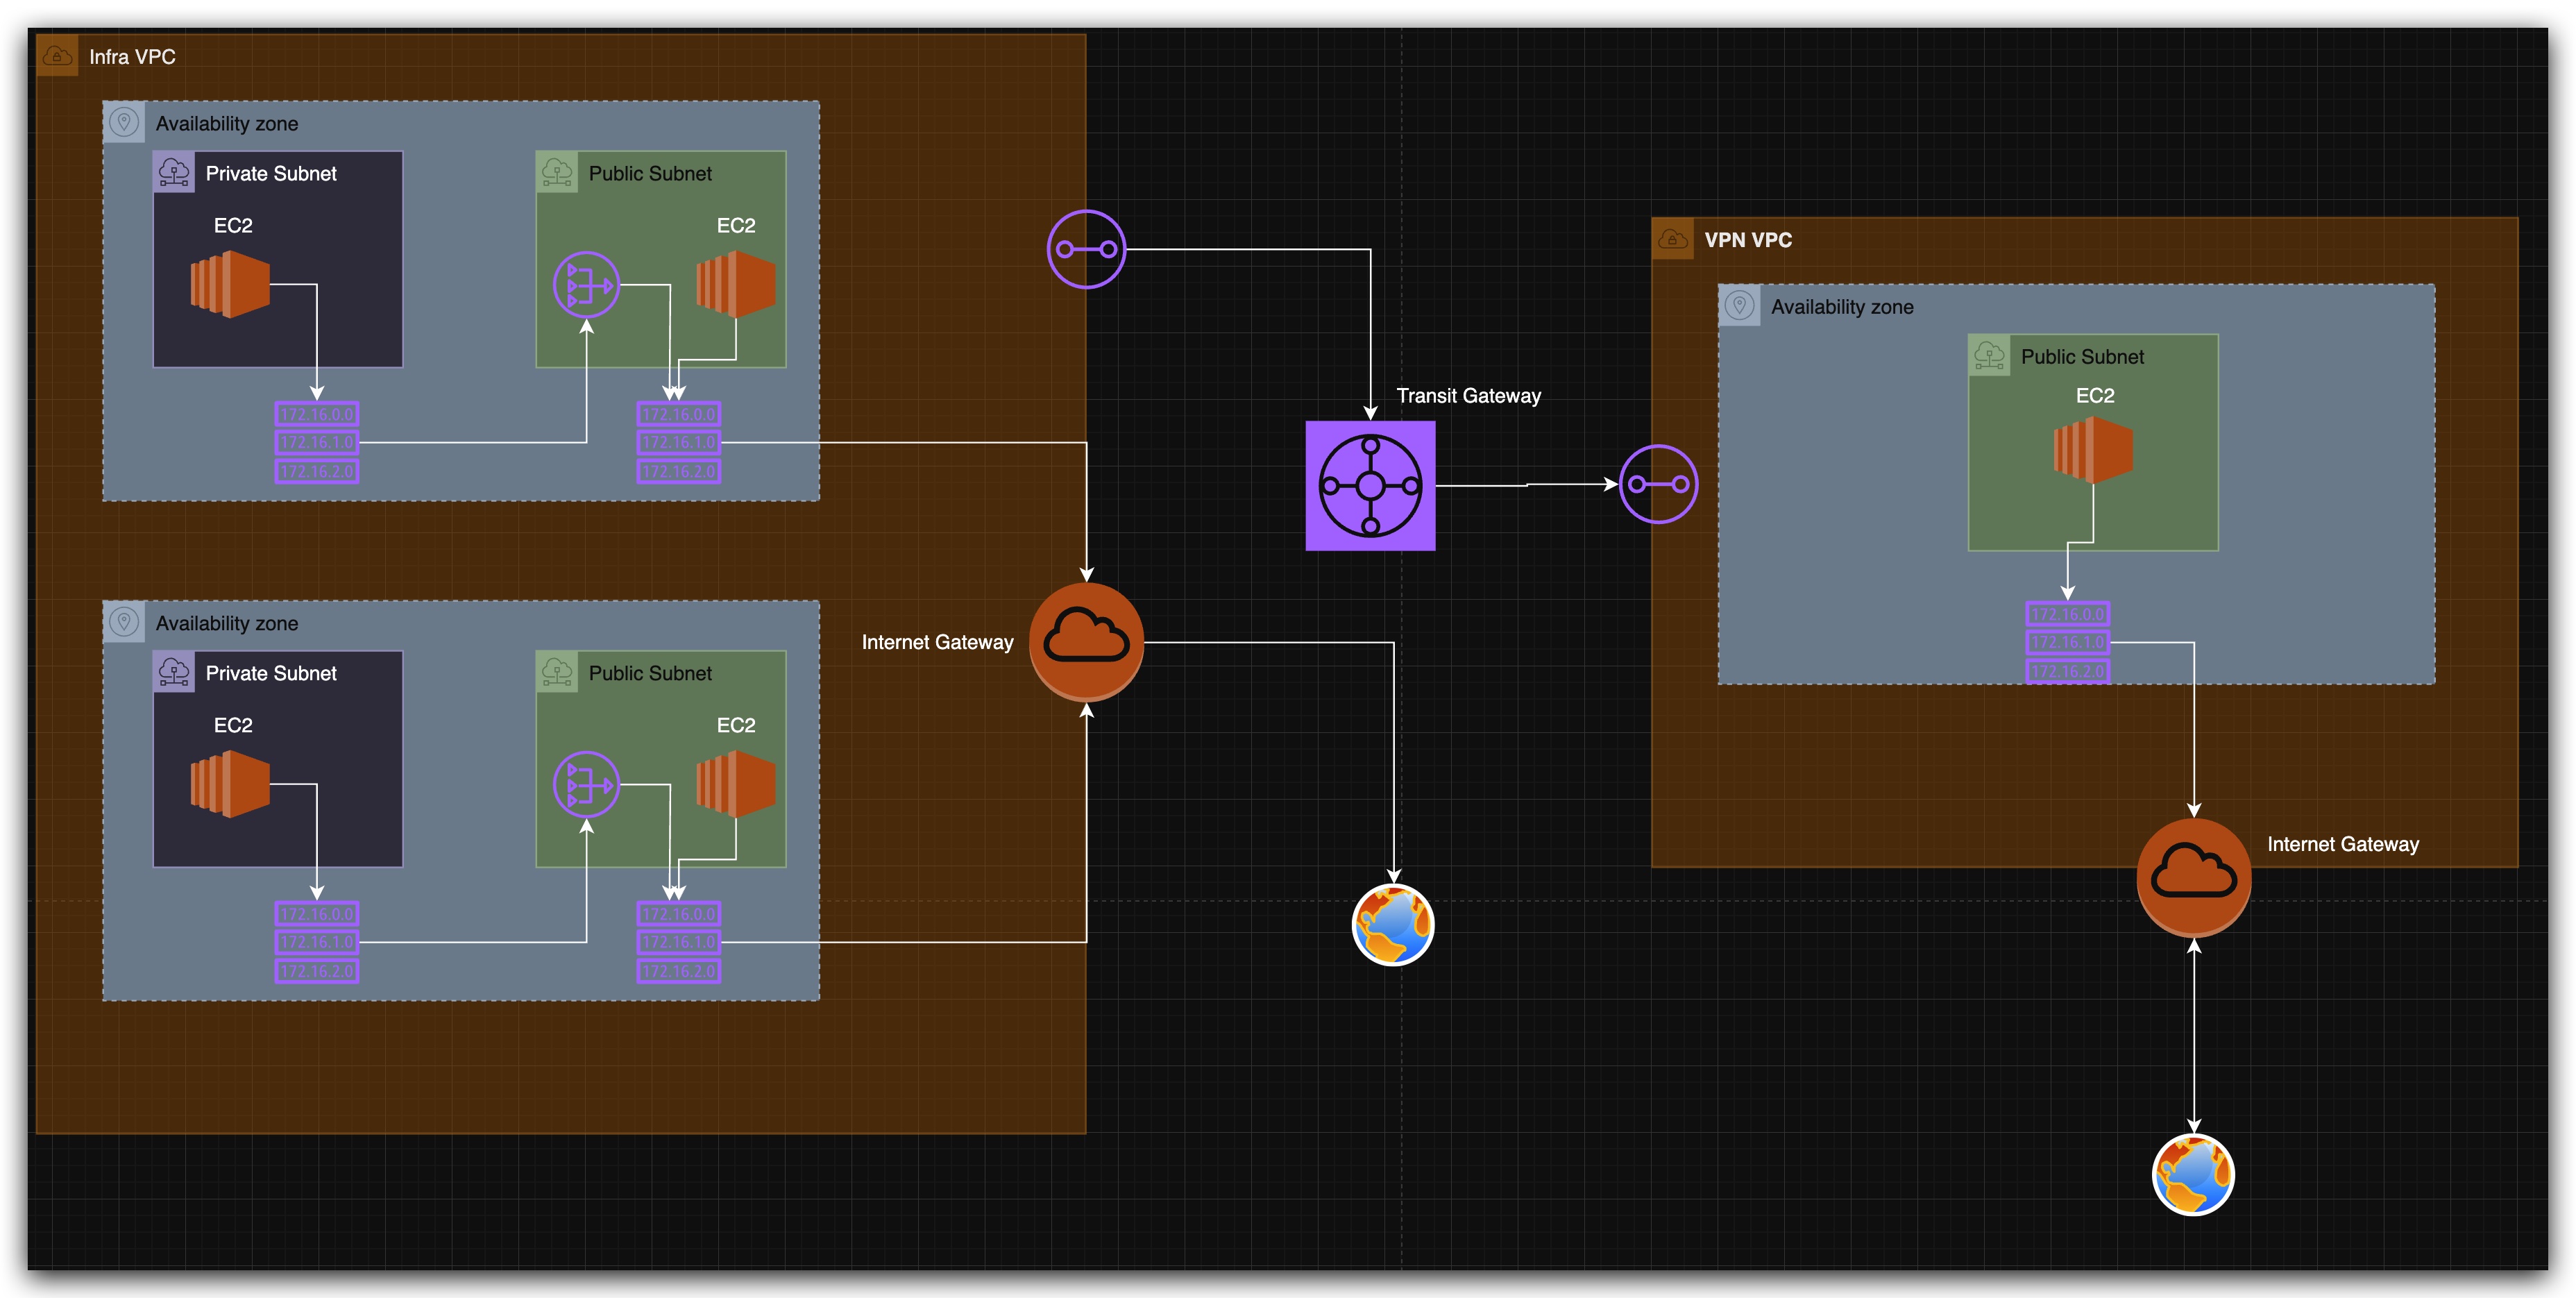 Infra VPC
Availability zone
Private Subnet
Public Subnet
EC2
EC2
172.16.0.0
172.16.1.0
172.16.2.0
172.16.0.0
172.16.1.0
172.16.2.0
Availability zone
Private Subnet
Public Subnet
EC2
EC2
172.16.0.0
172.16.1.0
172.16.2.0
172.16.0.0
172.16.1.0
172.16.2.0
Internet Gateway
Transit Gateway
VPN VPC
Availability zone
Public Subnet
EC2
172.16.0.0
172.16.1.0
172.16.2.0
Internet Gateway